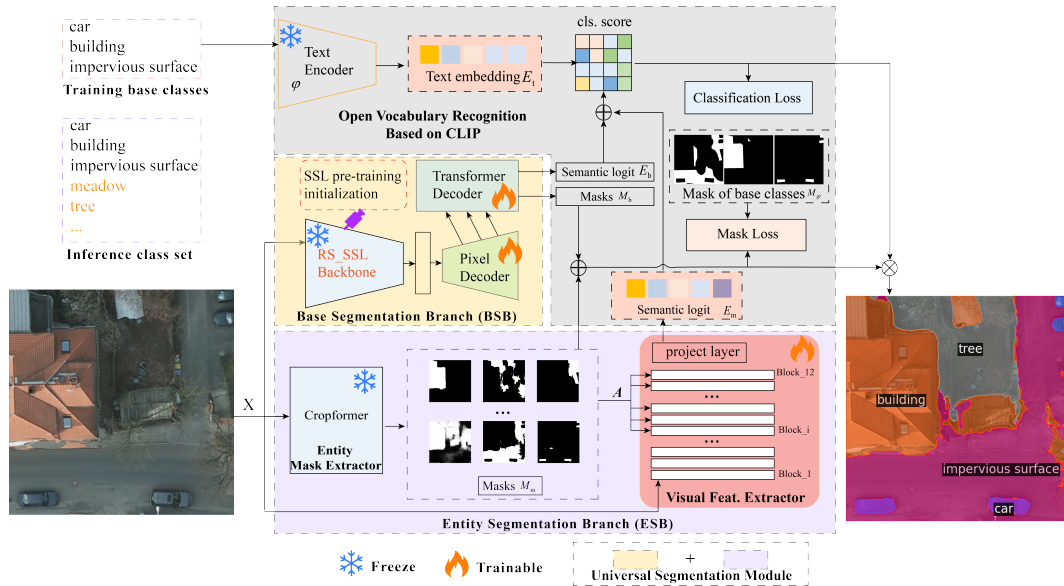 car
building
impervious surface
Training base classes
car
building
impervious surface
meadow
tree
...
Inference class set
Text
Encoder
φ
Text embedding E_t
cls. score
Classification Loss
Open Vocabulary Recognition
Based on CLIP
SSL pre-training
initialization
Transformer
Decoder
Semantic logit E_b
Masks M_b
Mask of base classes M_gt
Mask Loss
RS_SSL
Backbone
Pixel
Decoder
Base Segmentation Branch (BSB)
Semantic logit E_m
project layer
Block_12
...
Block_i
...
Block_1
Visual Feat. Extractor
X
Cropformer
Entity
Mask Extractor
...
Masks M_m
A
Entity Segmentation Branch (ESB)
tree
building
impervious surface
car
Freeze
Trainable
+
Universal Segmentation Module